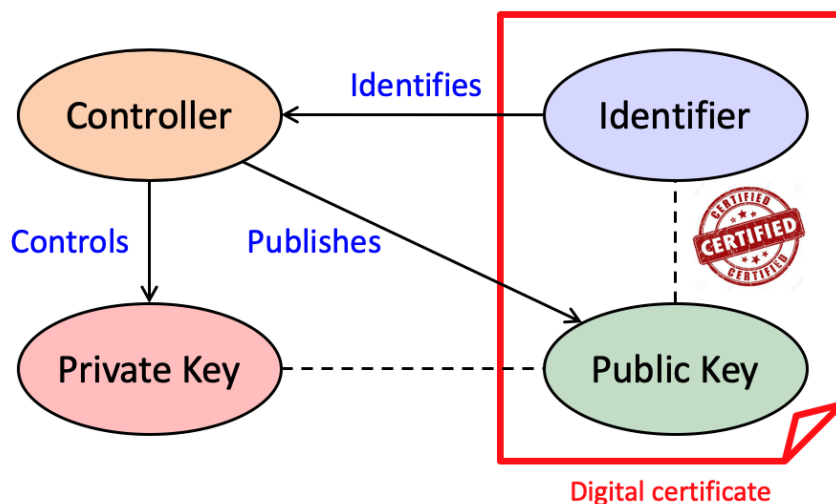 Identifies
Controller
Identifier
CERTIFIED
CERTIFIED
CERTIFIED
Controls
Publishes
Private Key
Public Key
Digital certificate